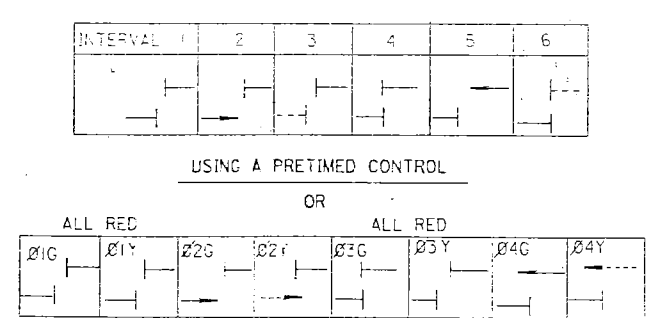 INTERVAL 1 2 3 4 5 6
USING A PRETIMED CONTROL
OR
ALL RED ALL RED
Ø1G Ø1Y Ø2G Ø2Y Ø3G Ø3Y Ø4G Ø4Y